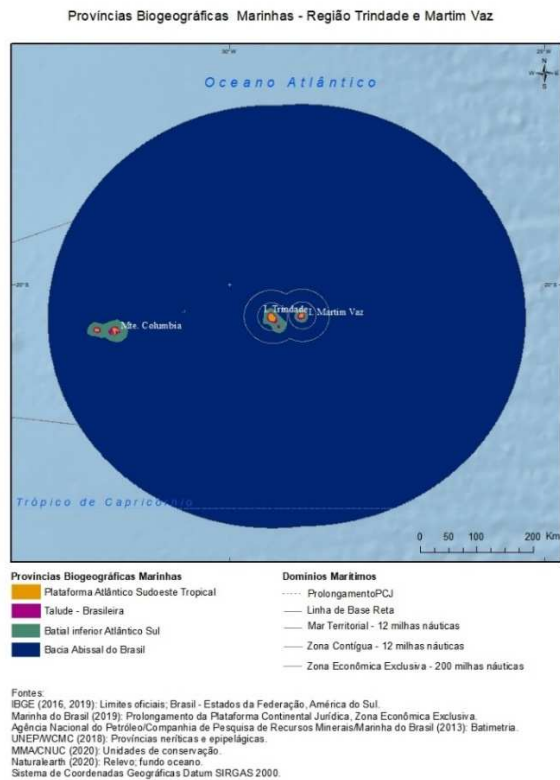 Províncias Biogeográficas Marinhas - Região Trindade e Martim Vaz
30°W
25°W
N
W E
S
Oceano Atlântico
20°S
20°S
I. Trindade
I. Martim Vaz
Mte. Columbia
Trópico de Capricórnio
0 50 100 200 Km
Províncias Biogeográficas Marinhas
Plataforma Atlântico Sudoeste Tropical
Talude - Brasileira
Batial inferior Atlântico Sul
Bacia Abissal do Brasil
Domínios Marítimos
ProlongamentoPCJ
Linha de Base Reta
Mar Territorial - 12 milhas náuticas
Zona Contígua - 12 milhas náuticas
Zona Econômica Exclusiva - 200 milhas náuticas
Fontes:
IBGE (2016, 2019): Limites oficiais; Brasil - Estados da Federação, América do Sul.
Marinha do Brasil (2019): Prolongamento da Plataforma Continental Jurídica, Zona Econômica Exclusiva.
Agência Nacional do Petróleo/Companhia de Pesquisa de Recursos Minerais/Marinha do Brasil (2013): Batimetria.
UNEP/WCMC (2018): Províncias neríticas e epipelágicas.
MMA/CNUC (2020): Unidades de conservação.
Naturalearth (2020): Relevo; fundo oceano.
Sistema de Coordenadas Geográficas Datum SIRGAS 2000.